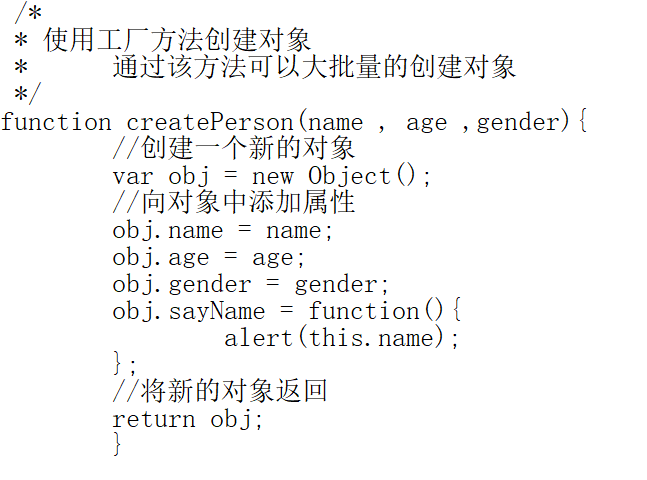 /*
* 使用工厂方法创建对象
* 通过该方法可以大批量的创建对象
*/
function createPerson(name , age ,gender){
//创建一个新的对象
var obj = new Object();
//向对象中添加属性
obj.name = name;
obj.age = age;
obj.gender = gender;
obj.sayName = function(){
alert(this.name);
};
//将新的对象返回
return obj;
}